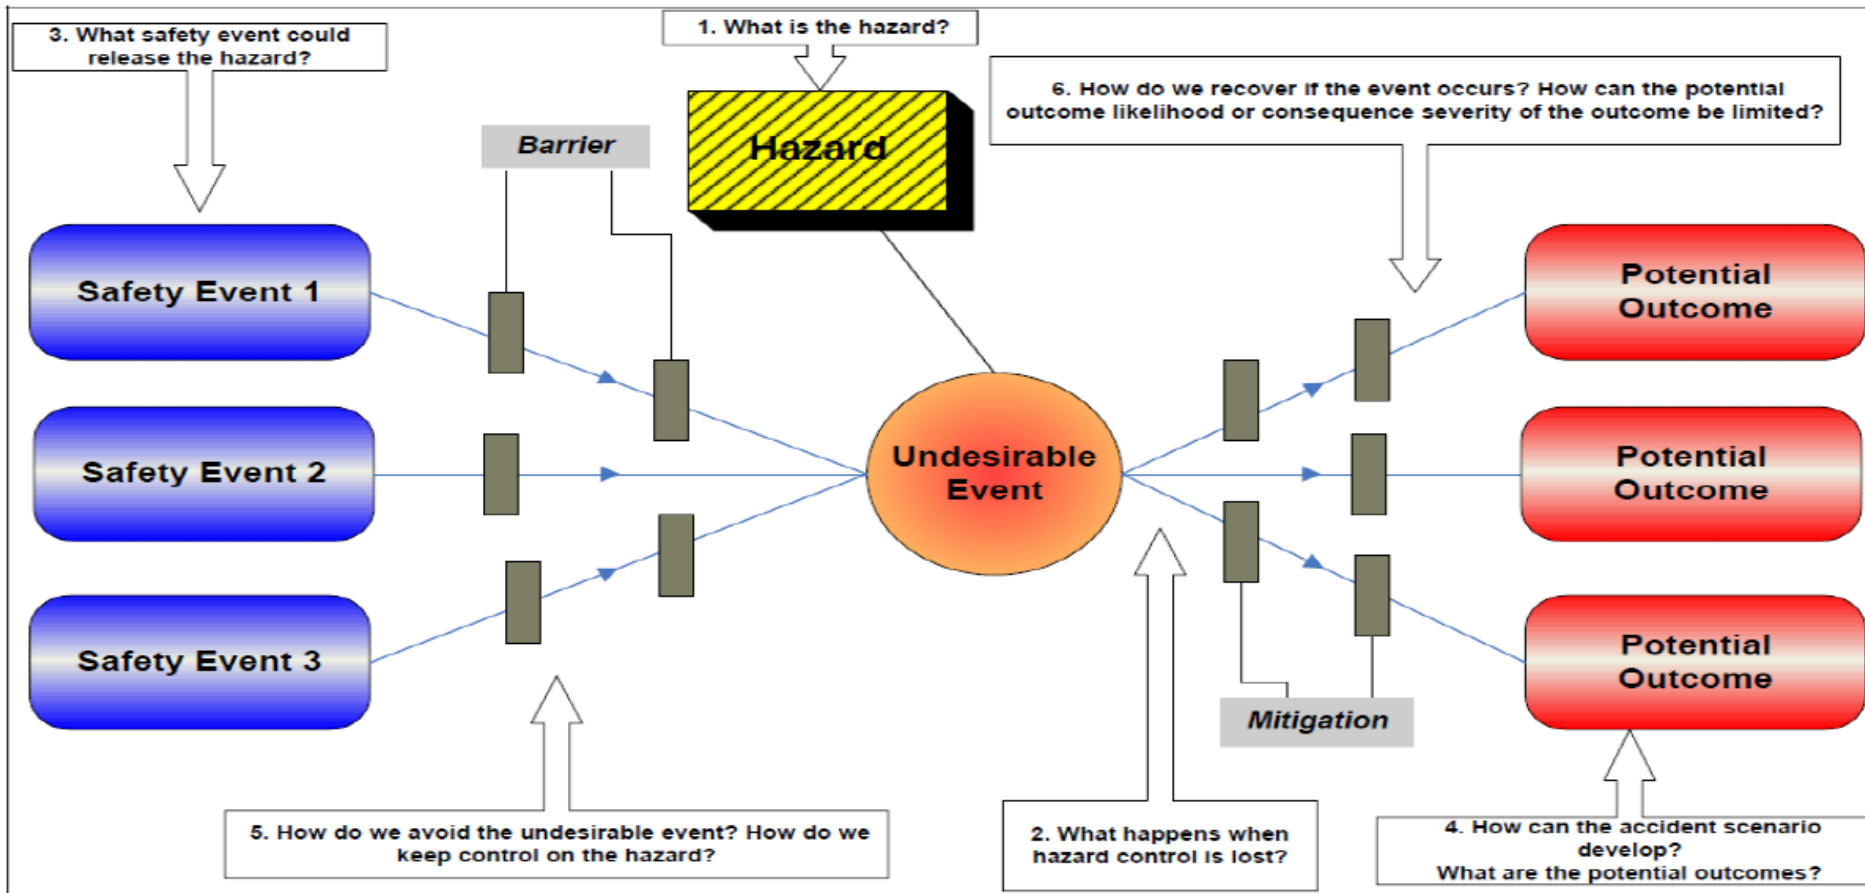 3. What safety event could
release the hazard?
1. What is the hazard?
6. How do we recover if the event occurs? How can the potential
outcome likelihood or consequence severity of the outcome be limited?
Barrier
Hazard
Safety Event 1
Potential
Outcome
Safety Event 2
Undesirable
Event
Potential
Outcome
Safety Event 3
Potential
Outcome
Mitigation
5. How do we avoid the undesirable event? How do we
keep control on the hazard?
2. What happens when
hazard control is lost?
4. How can the accident scenario
develop?
What are the potential outcomes?